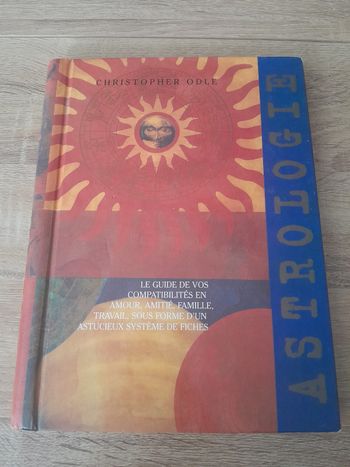 CHRISTOPHER ODLE
ASTROLOGIE
LE GUIDE DE VOS
COMPATIBILITÉS EN
AMOUR, AMITIÉ, FAMILLE,
TRAVAIL, SOUS FORME D'UN
ASTUCIEUX SYSTÈME DE FICHES